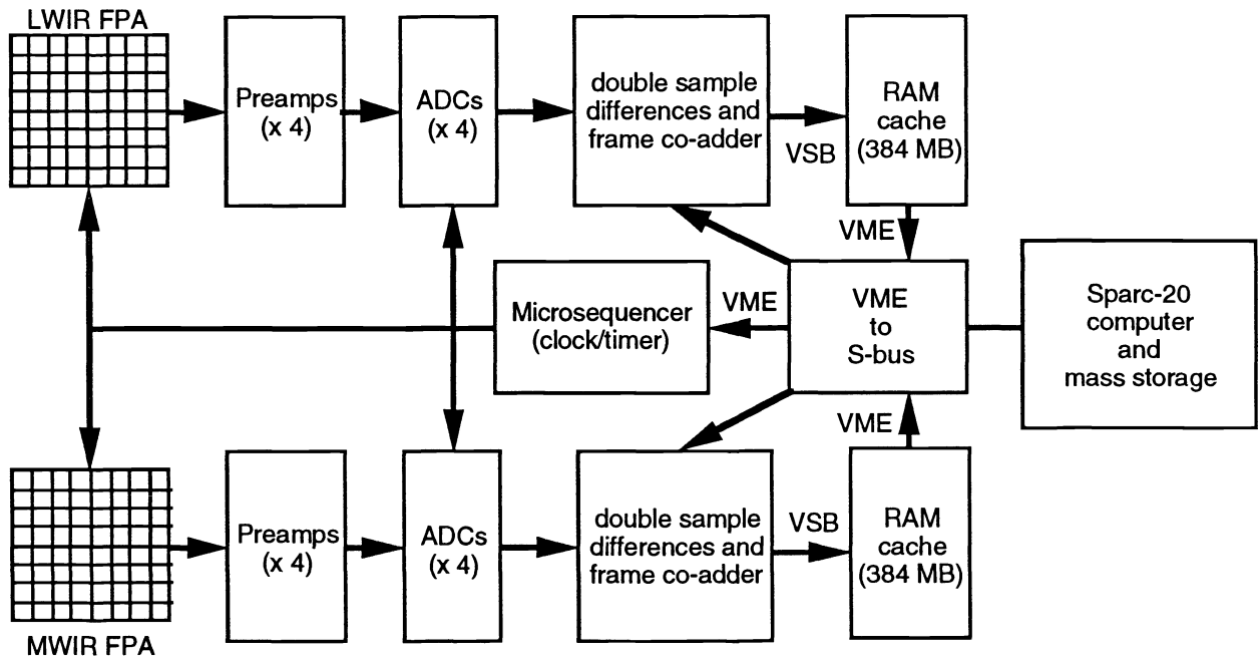 LWIR FPA
Preamps
(x 4)
ADCs
(x 4)
double sample
differences and
frame co-adder
VSB
RAM
cache
(384 MB)
VME
Microsequencer
(clock/timer)
VME
VME
to
S-bus
Sparc-20
computer
and
mass storage
VME
Preamps
(x 4)
ADCs
(x 4)
double sample
differences and
frame co-adder
VSB
RAM
cache
(384 MB)
MWIR FPA